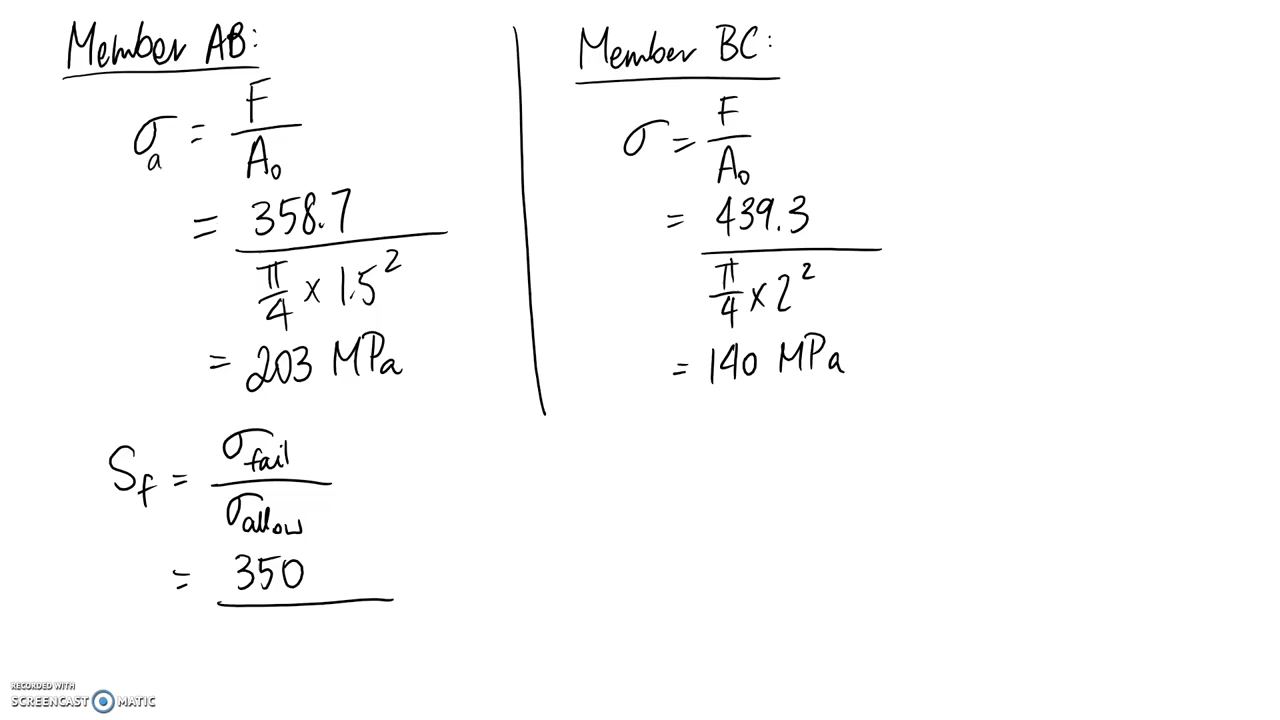 Member AB:
σa = F / A₀
= 358.7 / π/4 × 1.5²
= 203 MPa
Sf = σfail / σallow
= 350
Member BC:
σ = F / A₀
= 439.3 / π/4 × 2²
= 140 MPa
RECORDED WITH
SCREENCAST MATIC